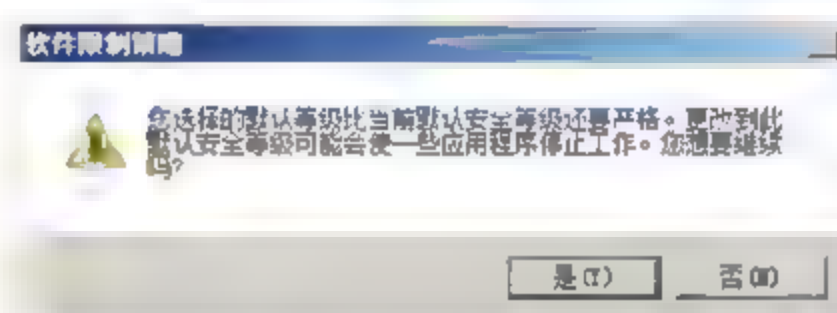 软件限制策略
您选择的默认等级比当前默认安全等级还要严格。更改到此
默认安全等级可能会使一些应用程序停止工作。您想要继续
吗?
是(Y)
否(N)